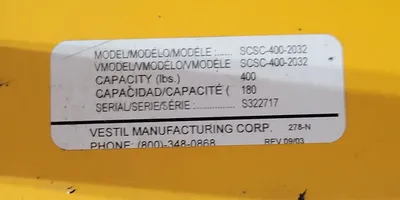 MODEL/MODELO/MODÈLE:...... SCSC-400-2032
VMODEL/VMODELO/VMODÈLE SCSC-400-2032
CAPACITY (lbs.) 400
CAPACIDAD/CAPACITÉ ( 180
SERIAL/SERIE/SÉRIE:........... S322717
VESTIL MANUFACTURING CORP. 278-N
PHONE: (800)-348-0868 REV 09/03